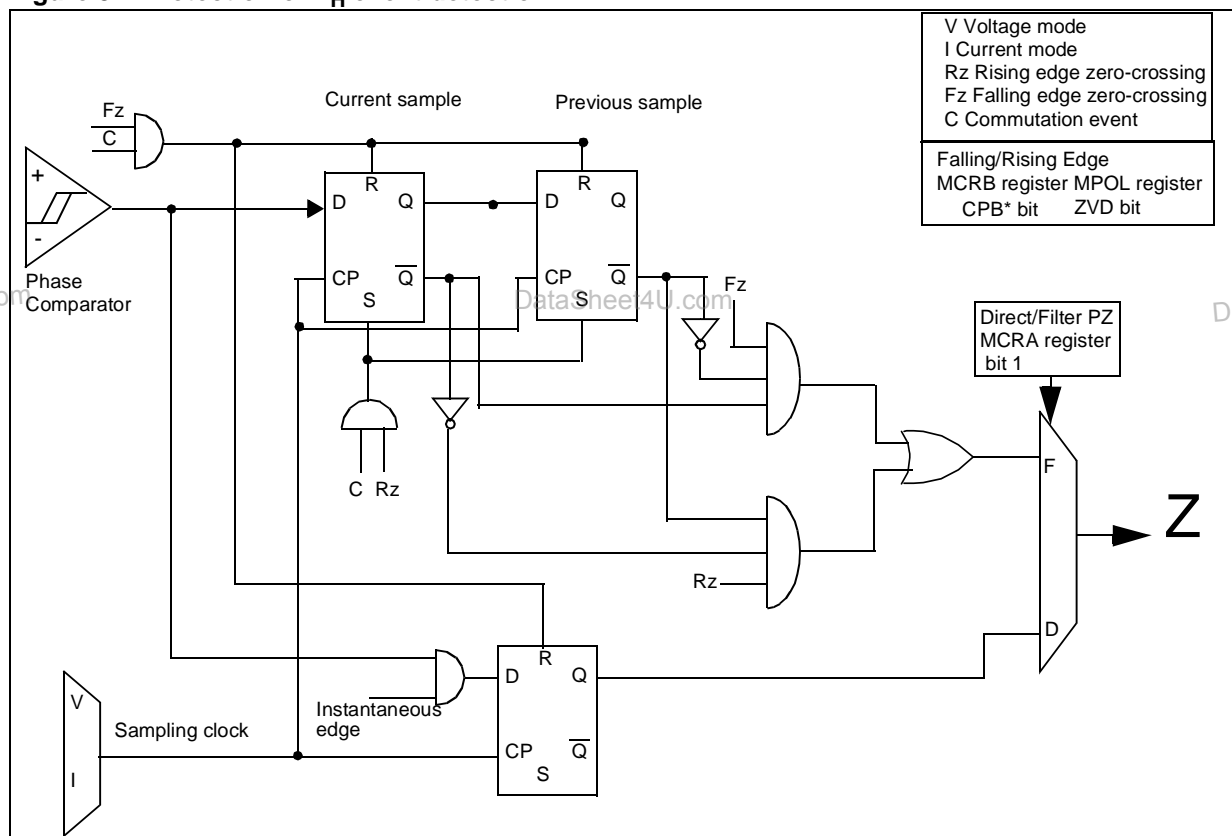 V Voltage mode
I Current mode
Rz Rising edge zero-crossing
Fz Falling edge zero-crossing
C Commutation event
Falling/Rising Edge
MCRB register MPOL register
CPB* bit ZVD bit
Current sample
Previous sample
Fz
C
R
R
+
-
D
Q
D
Q
CP
Q
CP
Q
S
S
Phase
Comparator
om
DataSheet4U.com
D
Fz
Direct/Filter PZ
MCRA register
bit 1
F
Z
C Rz
Rz
D
R
D
Q
Instantaneous
edge
V
Sampling clock
CP
Q
I
S